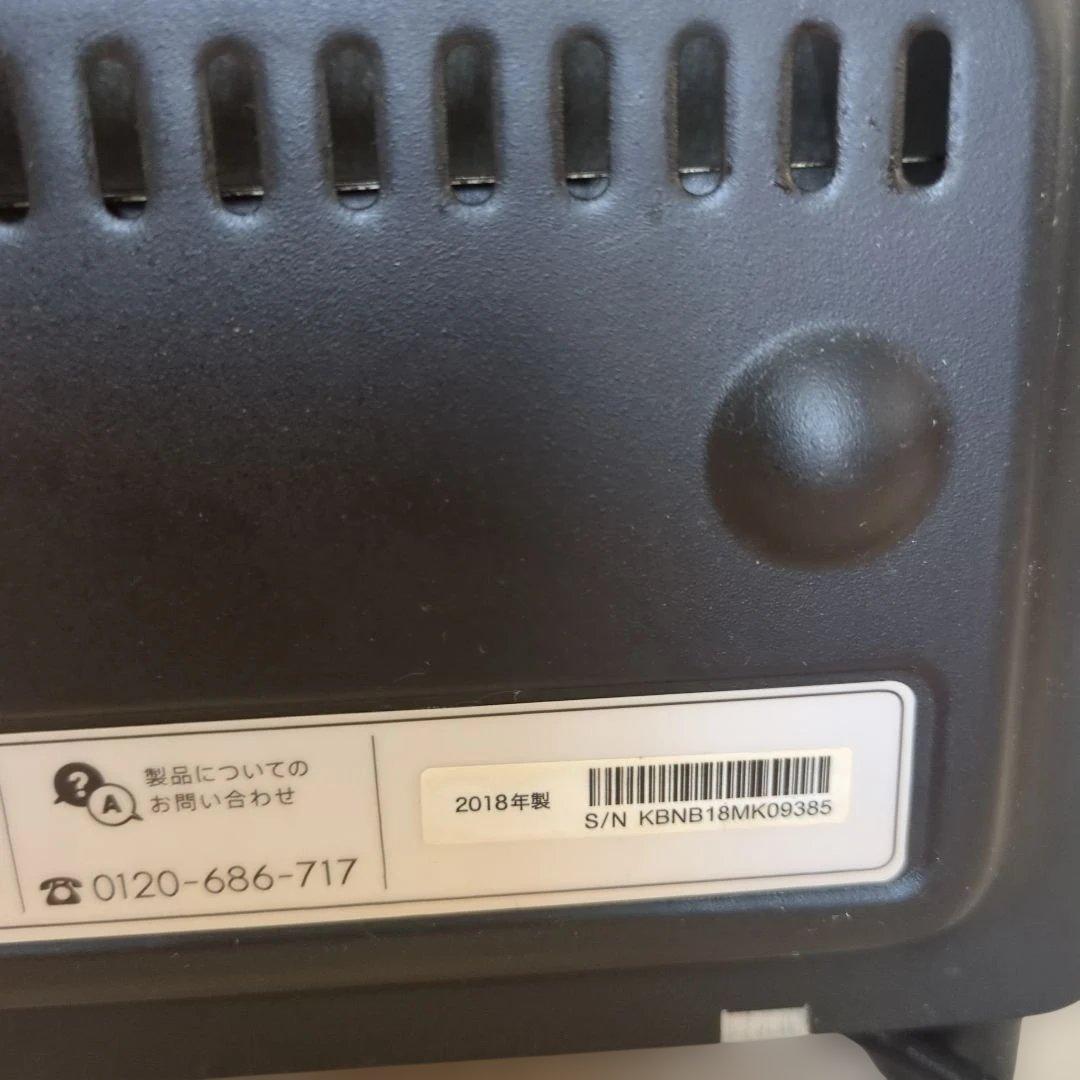 ? A
製品についての
お問い合わせ
☎ 0120-686-717
2018年製
S/N KBNB18MK09385